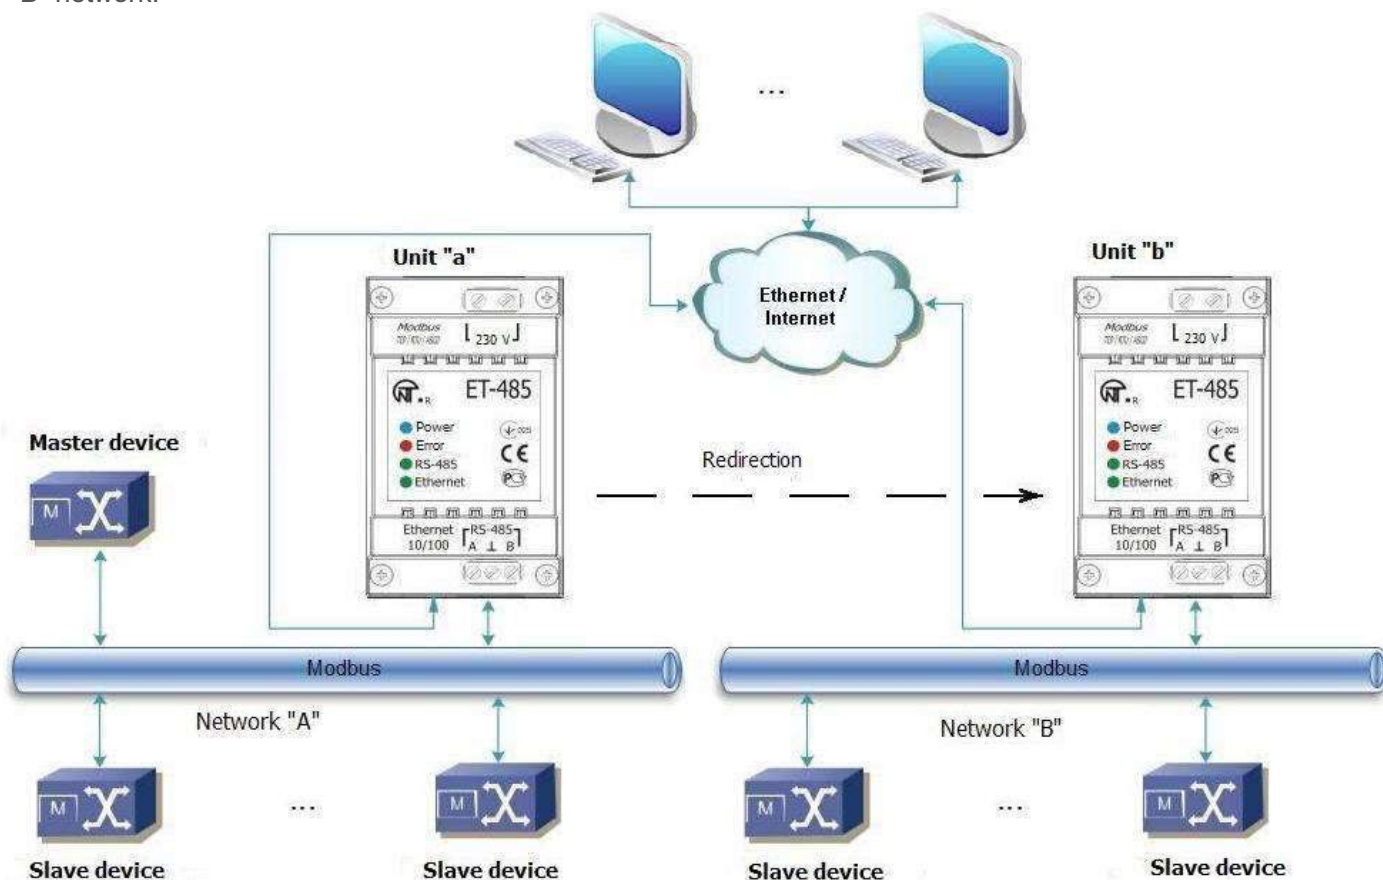 "B" network.
...
Unit "a"
Unit "b"
Ethernet /
Internet
Modbus
230 V
ET-485
Power
Error
RS-485
Ethernet
CE
Ethernet
10/100
RS-485
A ⊥ B
Modbus
230 V
ET-485
Power
Error
RS-485
Ethernet
CE
Ethernet
10/100
RS-485
A ⊥ B
Redirection
Master device
M
Modbus
Modbus
Network "A"
Network "B"
M
...
M
M
...
M
Slave device
Slave device
Slave device
Slave device